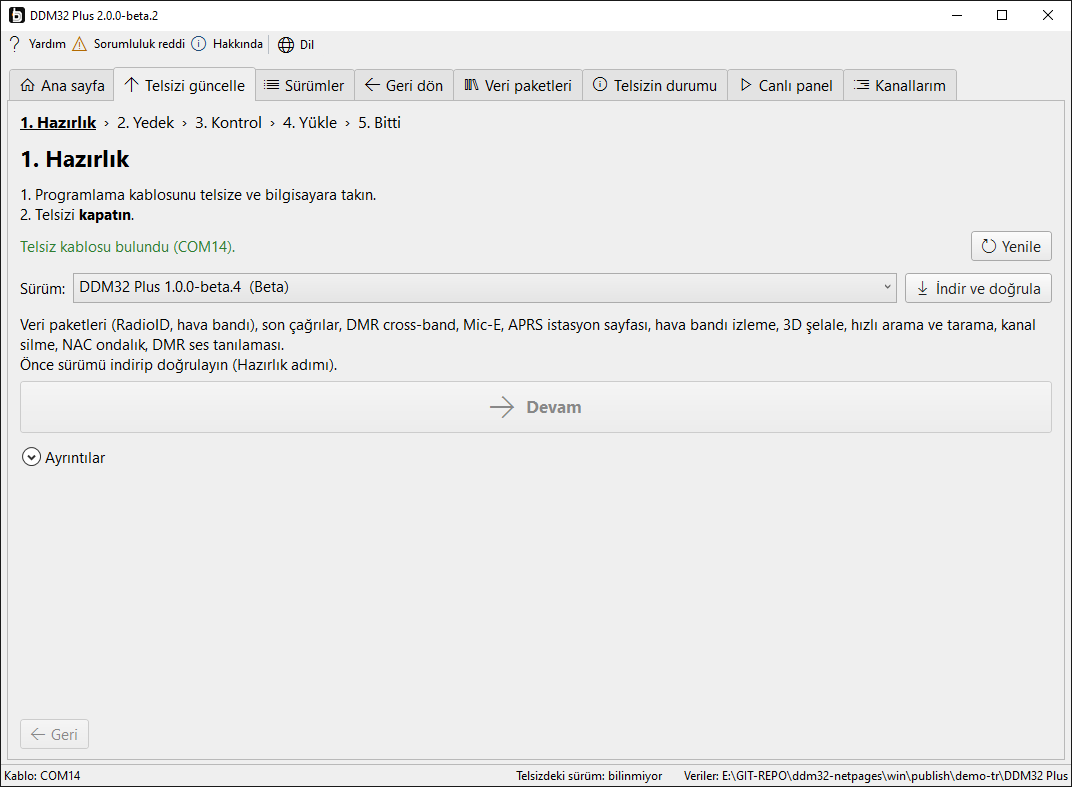 DDM32 Plus 2.0.0-beta.2
Yardım Sorumluluk reddi Hakkında Dil
Ana sayfa Telsizi güncelle Sürümler Geri dön Veri paketleri Telsizin durumu Canlı panel Kanallarım
1. Hazırlık › 2. Yedek › 3. Kontrol › 4. Yükle › 5. Bitti
1. Hazırlık
1. Programlama kablosunu telsize ve bilgisayara takın.
2. Telsizi kapatın.
Telsiz kablosu bulundu (COM14). Yenile
Sürüm: DDM32 Plus 1.0.0-beta.4 (Beta) İndir ve doğrula
Veri paketleri (RadioID, hava bandı), son çağrılar, DMR cross-band, Mic-E, APRS istasyon sayfası, hava bandı izleme, 3D şelale, hızlı arama ve tarama, kanal
silme, NAC ondalık, DMR ses tanılaması.
Önce sürümü indirip doğrulayın (Hazırlık adımı).
Devam
Ayrıntılar
Geri
Kablo: COM14 Telsizdeki sürüm: bilinmiyor Veriler: E:\GIT-REPO\ddm32-netpages\win\publish\demo-tr\DDM32 Plus